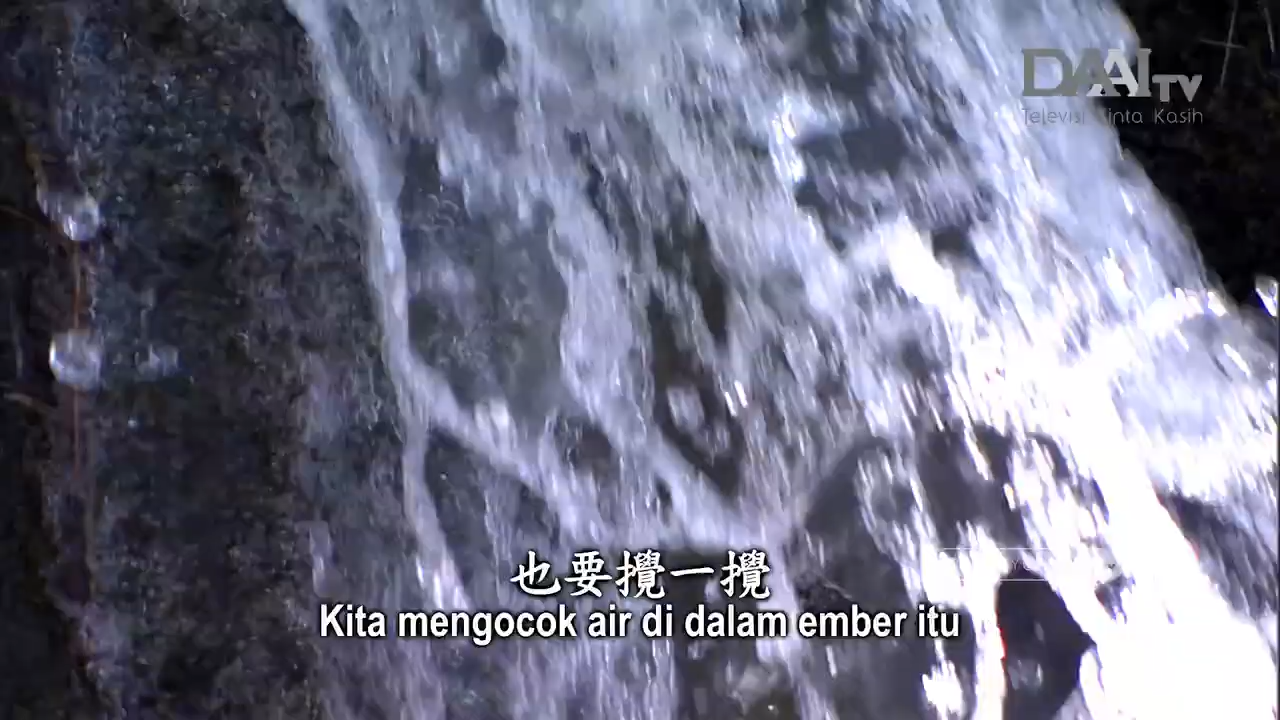 DAAI TV
Televisi Cinta Kasih
也要攪一攪
Kita mengocok air di dalam ember itu